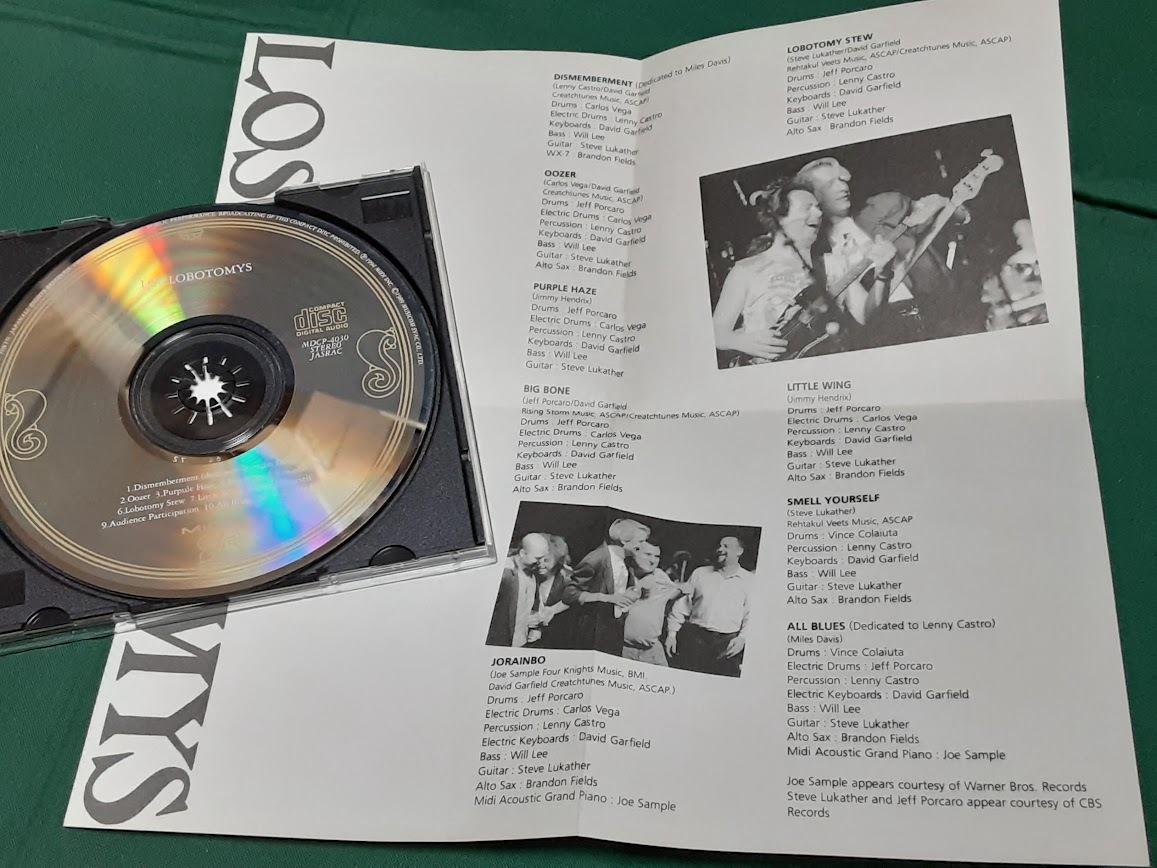 LOS
MYS
DISMEMBERMENT (Dedicated to Miles Davis)
(Lenny Castro/David Garfield
Creatchtunes Music, ASCAP)
Drums : Carlos Vega
Electric Drums : Lenny Castro
Keyboards : David Garfield
Bass : Will Lee
Guitar : Steve Lukather
WX-7 : Brandon Fields
OOZER
(Carlos Vega/David Garfield
Creatchtunes Music, ASCAP)
Drums : Jeff Porcaro
Electric Drums : Carlos Vega
Percussion : Lenny Castro
Keyboards : David Garfield
Bass : Will Lee
Guitar : Steve Lukather
Alto Sax : Brandon Fields
PURPLE HAZE
(Jimmy Hendrix)
Drums : Jeff Porcaro
Electric Drums : Carlos Vega
Percussion : Lenny Castro
Keyboards : David Garfield
Bass : Will Lee
Guitar : Steve Lukather
BIG BONE
(Jeff Porcaro/David Garfield
Rising Storm Music, ASCAP/Creatchtunes Music, ASCAP)
Drums : Jeff Porcaro
Electric Drums : Carlos Vega
Percussion : Lenny Castro
Keyboards : David Garfield
Bass : Will Lee
Guitar : Steve Lukather
Alto Sax : Brandon Fields
JORAINBO
(Joe Sample Four Knights Music, BMI.
David Garfield Creatchtunes Music, ASCAP.)
Drums : Jeff Porcaro
Electric Drums : Carlos Vega
Percussion : Lenny Castro
Electric Keyboards : David Garfield
Bass : Will Lee
Guitar : Steve Lukather
Alto Sax : Brandon Fields
Midi Acoustic Grand Piano : Joe Sample
LOBOTOMY STEW
(Steve Lukather/David Garfield
Rehtakul Veets Music, ASCAP/Creatchtunes Music, ASCAP)
Drums : Jeff Porcaro
Percussion : Lenny Castro
Keyboards : David Garfield
Bass : Will Lee
Guitar : Steve Lukather
Alto Sax : Brandon Fields
LITTLE WING
(Jimmy Hendrix)
Drums : Jeff Porcaro
Electric Drums : Carlos Vega
Percussion : Lenny Castro
Keyboards : David Garfield
Bass : Will Lee
Guitar : Steve Lukather
Alto Sax : Brandon Fields
SMELL YOURSELF
(Steve Lukather)
Rehtakul Veets Music, ASCAP
Drums : Vince Colaiuta
Percussion : Lenny Castro
Keyboards : David Garfield
Bass : Will Lee
Guitar : Steve Lukather
Alto Sax : Brandon Fields
ALL BLUES (Dedicated to Lenny Castro)
(Miles Davis)
Drums : Vince Colaiuta
Electric Drums : Jeff Porcaro
Percussion : Lenny Castro
Electric Keyboards : David Garfield
Bass : Will Lee
Guitar : Steve Lukather
Alto Sax : Brandon Fields
Midi Acoustic Grand Piano : Joe Sample
Joe Sample appears courtesy of Warner Bros. Records
Steve Lukather and Jeff Porcaro appear courtesy of CBS
Records
PERFORMANCE, BROADCASTING OF THIS COMPACT DISC PROHIBITED.
LOBOTOMYS
COMPACT
disc
DIGITAL AUDIO
MDCP-4030
STEREO
JASRAC
1.Dismemberment
2.Oozer 3.Purpule
6.Lobotomy Stew 7
9.Audience Participation 10.